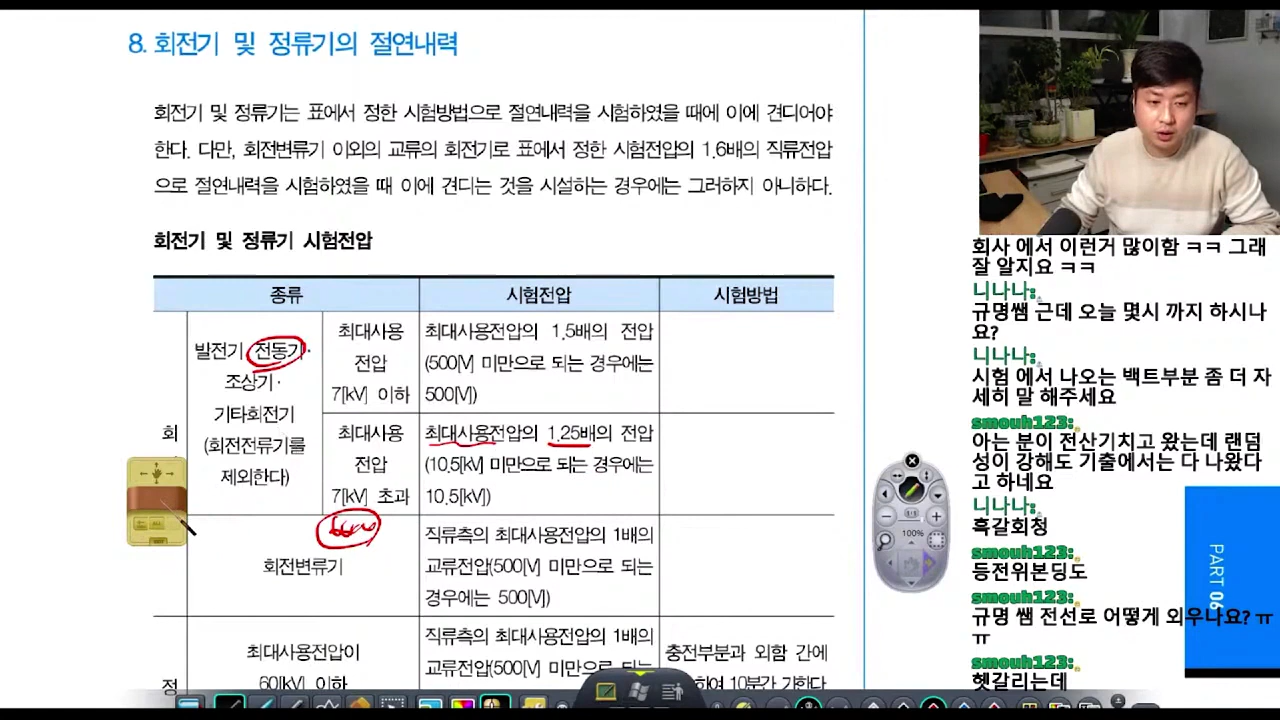 8. 회전기 및 정류기의 절연내력
회전기 및 정류기는 표에서 정한 시험방법으로 절연내력을 시험하였을 때에 이에 견디어야
한다. 다만, 회전변류기 이외의 교류의 회전기로 표에서 정한 시험전압의 1.6배의 직류전압
으로 절연내력을 시험하였을 때 이에 견디는 것을 시설하는 경우에는 그러하지 아니하다.
회전기 및 정류기 시험전압
종류
시험전압
시험방법
회
발전기 전동기·
조상기·
기타회전기
(회전전류기를
제외한다)
최대사용
전압
7[kV] 이하
최대사용전압의 1.5배의 전압
(500[V] 미만으로 되는 경우에는
500[V])
최대사용
전압
7[kV] 초과
최대사용전압의 1.25배의 전압
(10.5[kV] 미만으로 되는 경우에는
10.5[kV])
회전변류기
직류측의 최대사용전압의 1배의
교류전압(500[V] 미만으로 되는
경우에는 500[V])
정
최대사용전압이
60[kV] 이하
직류측의 최대사용전압의 1배의
교류전압(500[V] 미만으로 되는
충전부분과 외함 간에
10분간 가한다
100%
회사 에서 이런거 많이함 ㅋㅋ 그래
잘 알지요 ㅋㅋ
니나나:
규명쌤 근데 오늘 몇시 까지 하시나
요?
니나나:
시험 에서 나오는 백트부분 좀 더 자
세히 말 해주세요
smouh123:
아는 분이 전산기치고 왔는데 랜덤
성이 강해도 기출에서는 다 나왔다
고 하네요
니나나:
흑갈회청
smouh123:
등전위본딩도
smouh123:
규명 쌤 전선로 어떻게 외우나요? ㅠ
ㅠ
smouh123:
헷갈리는데
PART 06